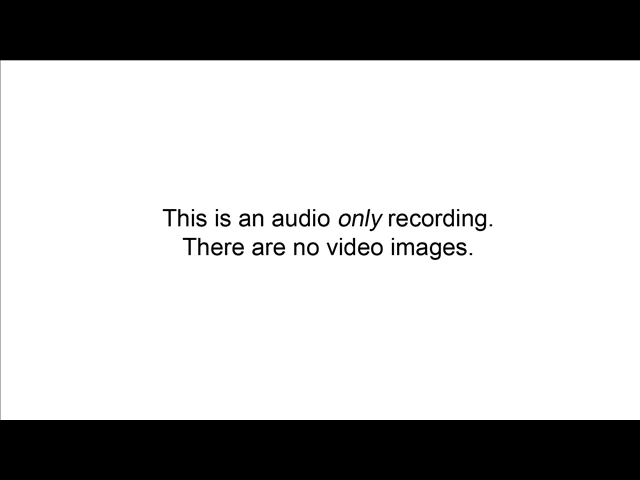 This is an audio only recording.
There are no video images.